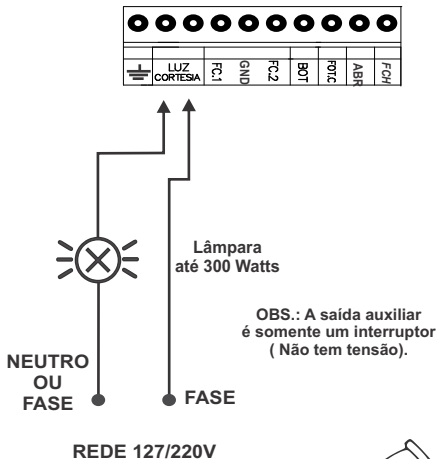 LUZ
CORTESIA
FC.1
GND
FC.2
BOT
FOT.C
ABR
FCH
Lâmpara
até 300 Watts
OBS.: A saída auxiliar
é somente um interruptor
( Não tem tensão).
NEUTRO
OU
FASE
FASE
REDE 127/220V